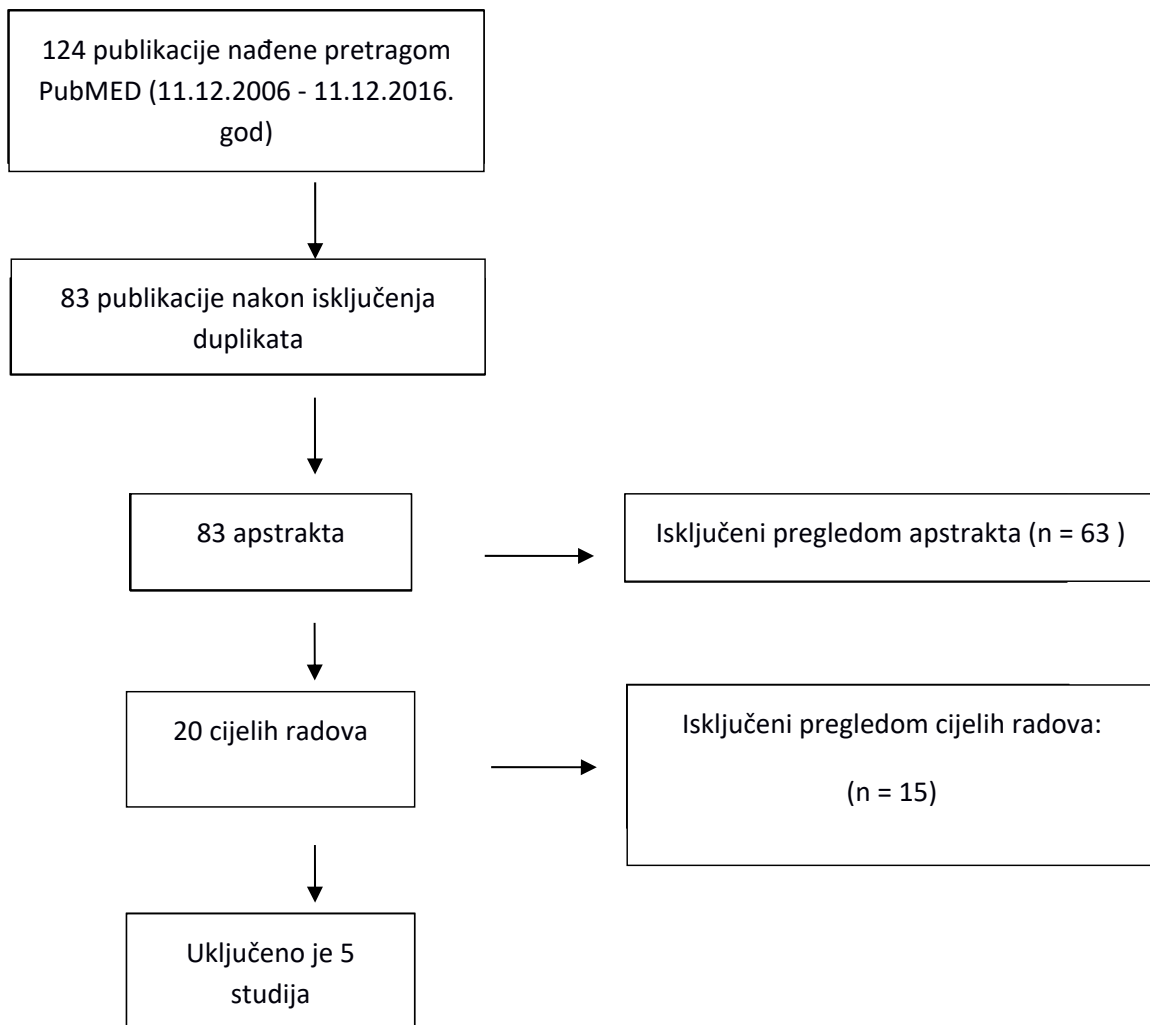 124 publikacije nađene pretragom
PubMED (11.12.2006 - 11.12.2016.
god)
83 publikacije nakon isključenja
duplikata
83 apstrakta
Isključeni pregledom apstrakta (n = 63 )
20 cijelih radova
Isključeni pregledom cijelih radova:
(n = 15)
Uključeno je 5
studija